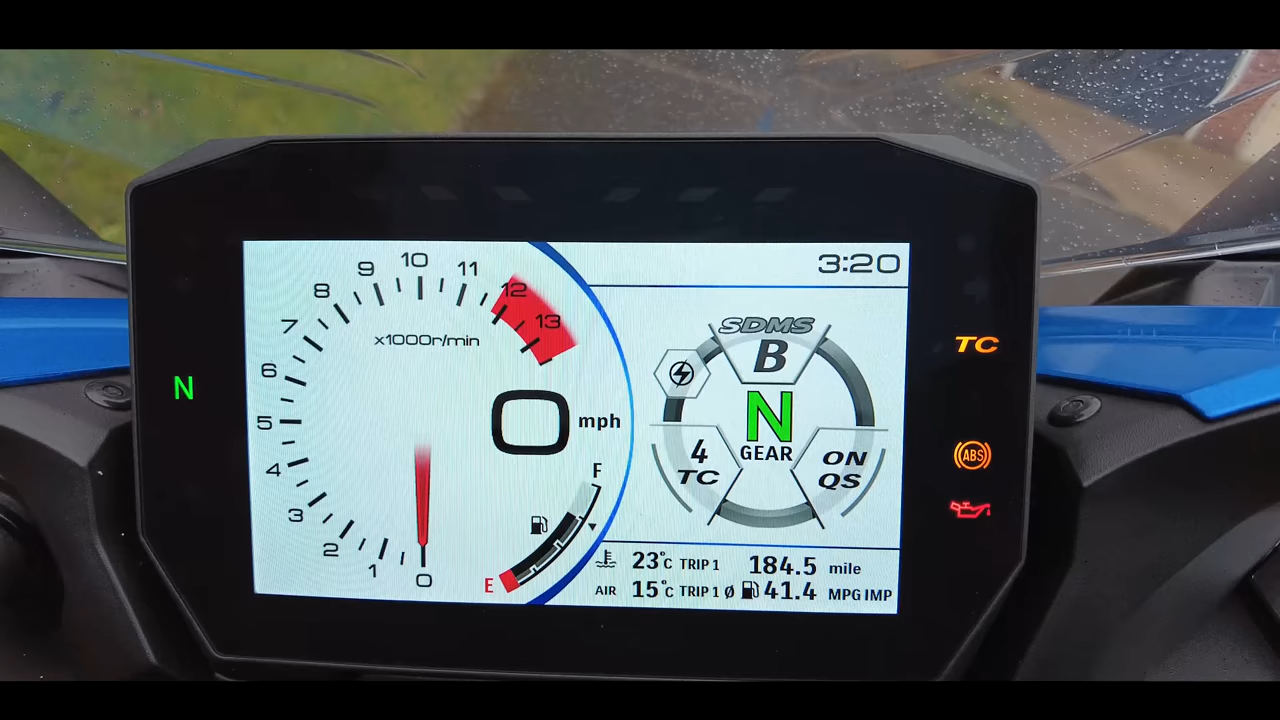 3:20
10
9
11
8
12
7
13
x1000r/min
6
5
4
3
2
1
0
N
0 mph
F
E
SDMS
B
N
GEAR
4
TC
ON
QS
TC
ABS
23°C TRIP 1 184.5 mile
AIR 15°C TRIP 1 Ø 41.4 MPG IMP